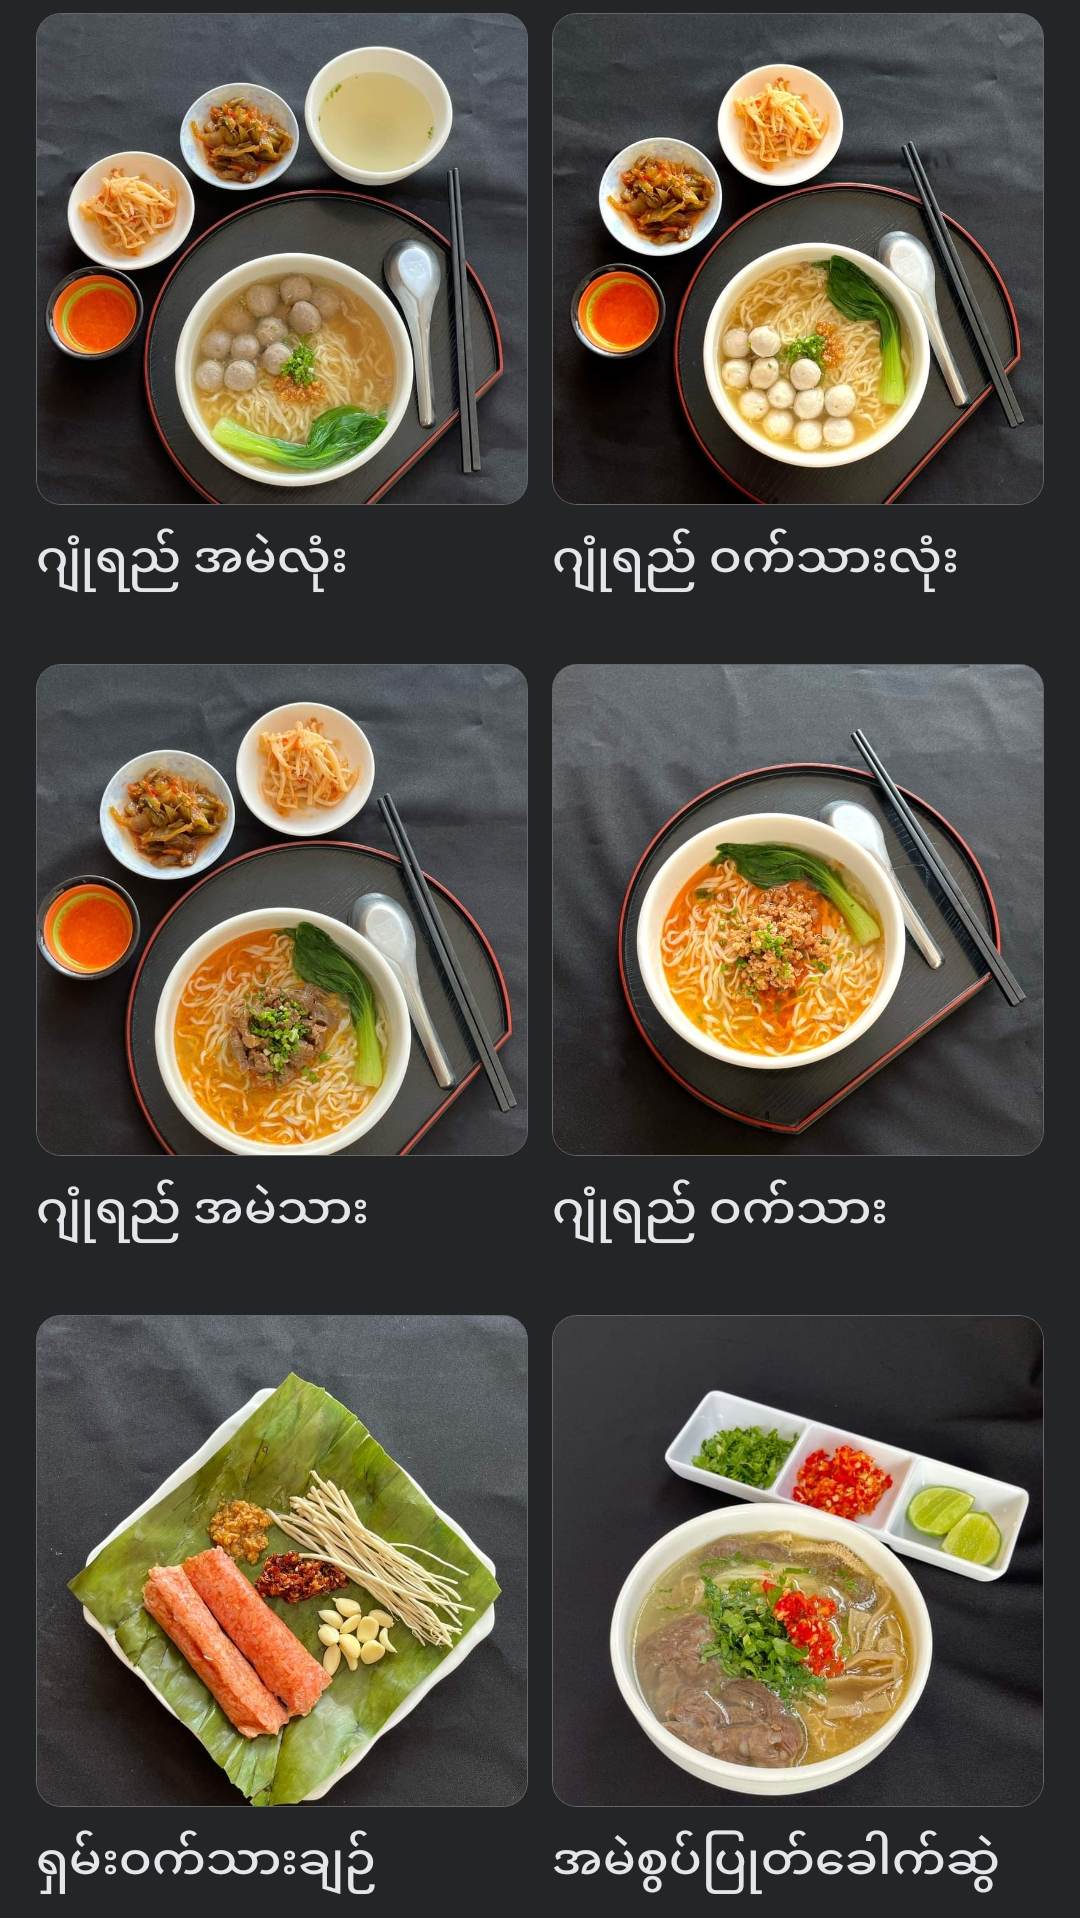 ဂျုံရည် အမဲလုံး
ဂျုံရည် ဝက်သားလုံး
ဂျုံရည် အမဲသား
ဂျုံရည် ဝက်သား
ရှမ်းဝက်သားချဉ်
အမဲစွပ်ပြုတ်ခေါက်ဆွဲ